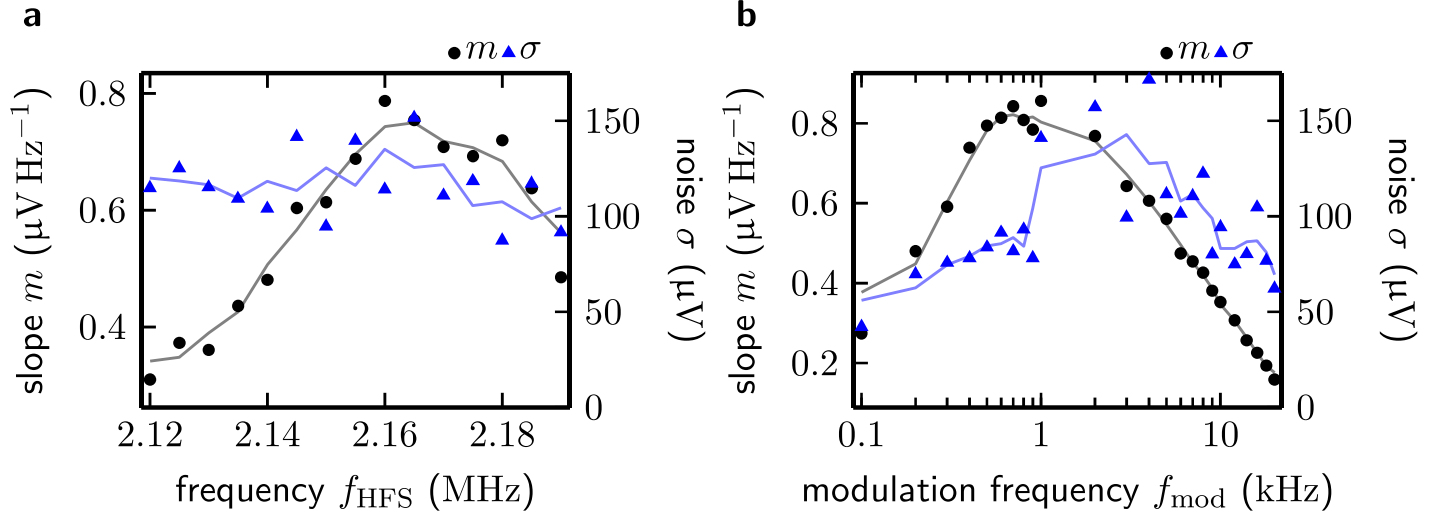 a
m σ
slope m (µV Hz⁻¹)
0.8
0.6
0.4
150
100
50
0
noise σ (µV)
2.12 2.14 2.16 2.18
frequency fHFS (MHz)
b
m σ
slope m (µV Hz⁻¹)
0.8
0.6
0.4
0.2
150
100
50
0
noise σ (µV)
0.1 1 10
modulation frequency fmod (kHz)